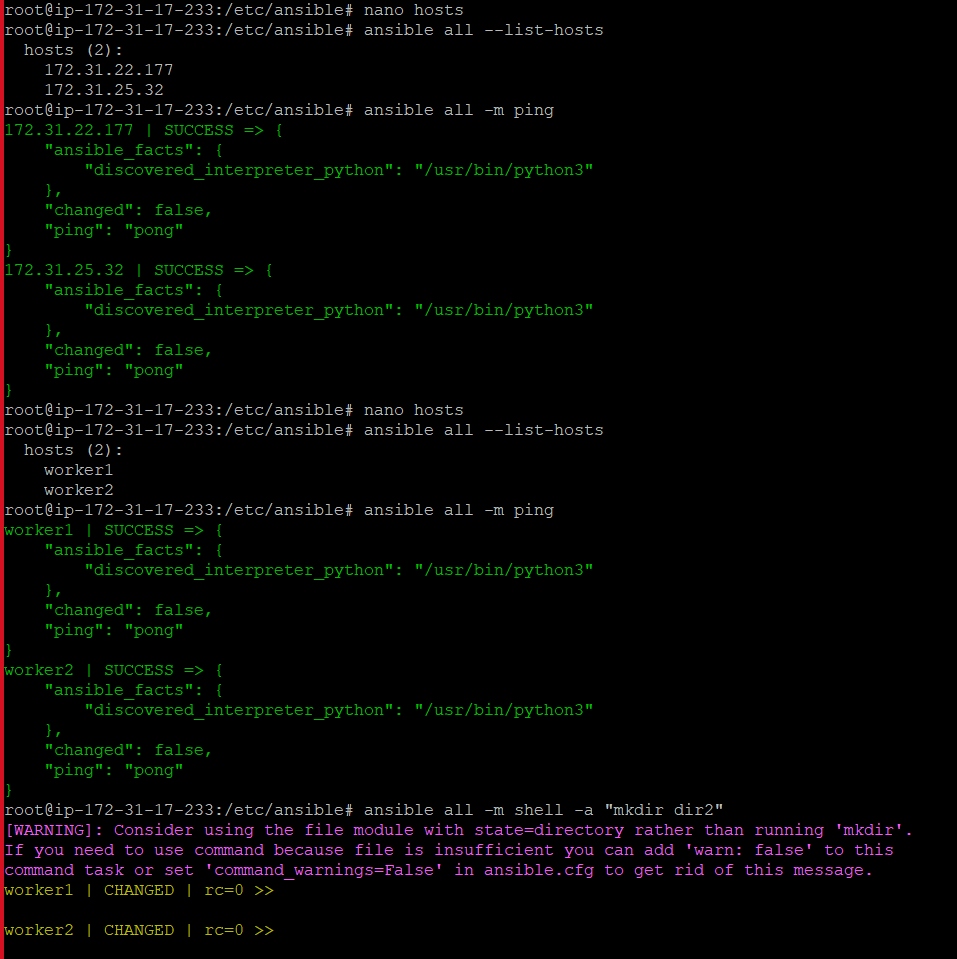 root@ip-172-31-17-233:/etc/ansible# nano hosts
root@ip-172-31-17-233:/etc/ansible# ansible all --list-hosts
  hosts (2):
    172.31.22.177
    172.31.25.32
root@ip-172-31-17-233:/etc/ansible# ansible all -m ping
172.31.22.177 | SUCCESS => {
    "ansible_facts": {
        "discovered_interpreter_python": "/usr/bin/python3"
    },
    "changed": false,
    "ping": "pong"
}
172.31.25.32 | SUCCESS => {
    "ansible_facts": {
        "discovered_interpreter_python": "/usr/bin/python3"
    },
    "changed": false,
    "ping": "pong"
}
root@ip-172-31-17-233:/etc/ansible# nano hosts
root@ip-172-31-17-233:/etc/ansible# ansible all --list-hosts
  hosts (2):
    worker1
    worker2
root@ip-172-31-17-233:/etc/ansible# ansible all -m ping
worker1 | SUCCESS => {
    "ansible_facts": {
        "discovered_interpreter_python": "/usr/bin/python3"
    },
    "changed": false,
    "ping": "pong"
}
worker2 | SUCCESS => {
    "ansible_facts": {
        "discovered_interpreter_python": "/usr/bin/python3"
    },
    "changed": false,
    "ping": "pong"
}
root@ip-172-31-17-233:/etc/ansible# ansible all -m shell -a "mkdir dir2"
[WARNING]: Consider using the file module with state=directory rather than running 'mkdir'.
If you need to use command because file is insufficient you can add 'warn: false' to this
command task or set 'command_warnings=False' in ansible.cfg to get rid of this message.
worker1 | CHANGED | rc=0 >>
worker2 | CHANGED | rc=0 >>